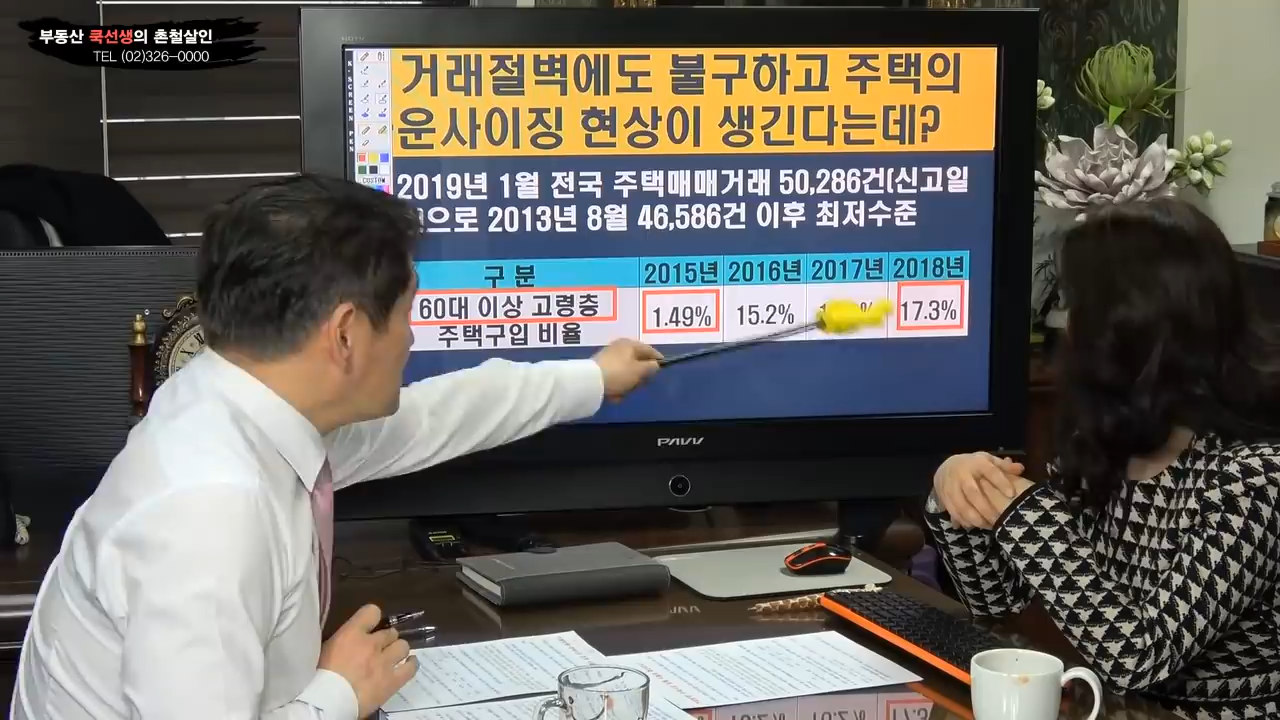 부동산 쿡선생의 촌철살인
TEL (02)326-0000
거래절벽에도 불구하고 주택의
운사이징 현상이 생긴다는데?
2019년 1월 전국 주택매매거래 50,286건(신고일
으로 2013년 8월 46,586건 이후 최저수준
구 분 2015년 2016년 2017년 2018년
60대 이상 고령층
주택구입 비율
1.49% 15.2% 17.3%
K-SCREEN PEN
PAVV